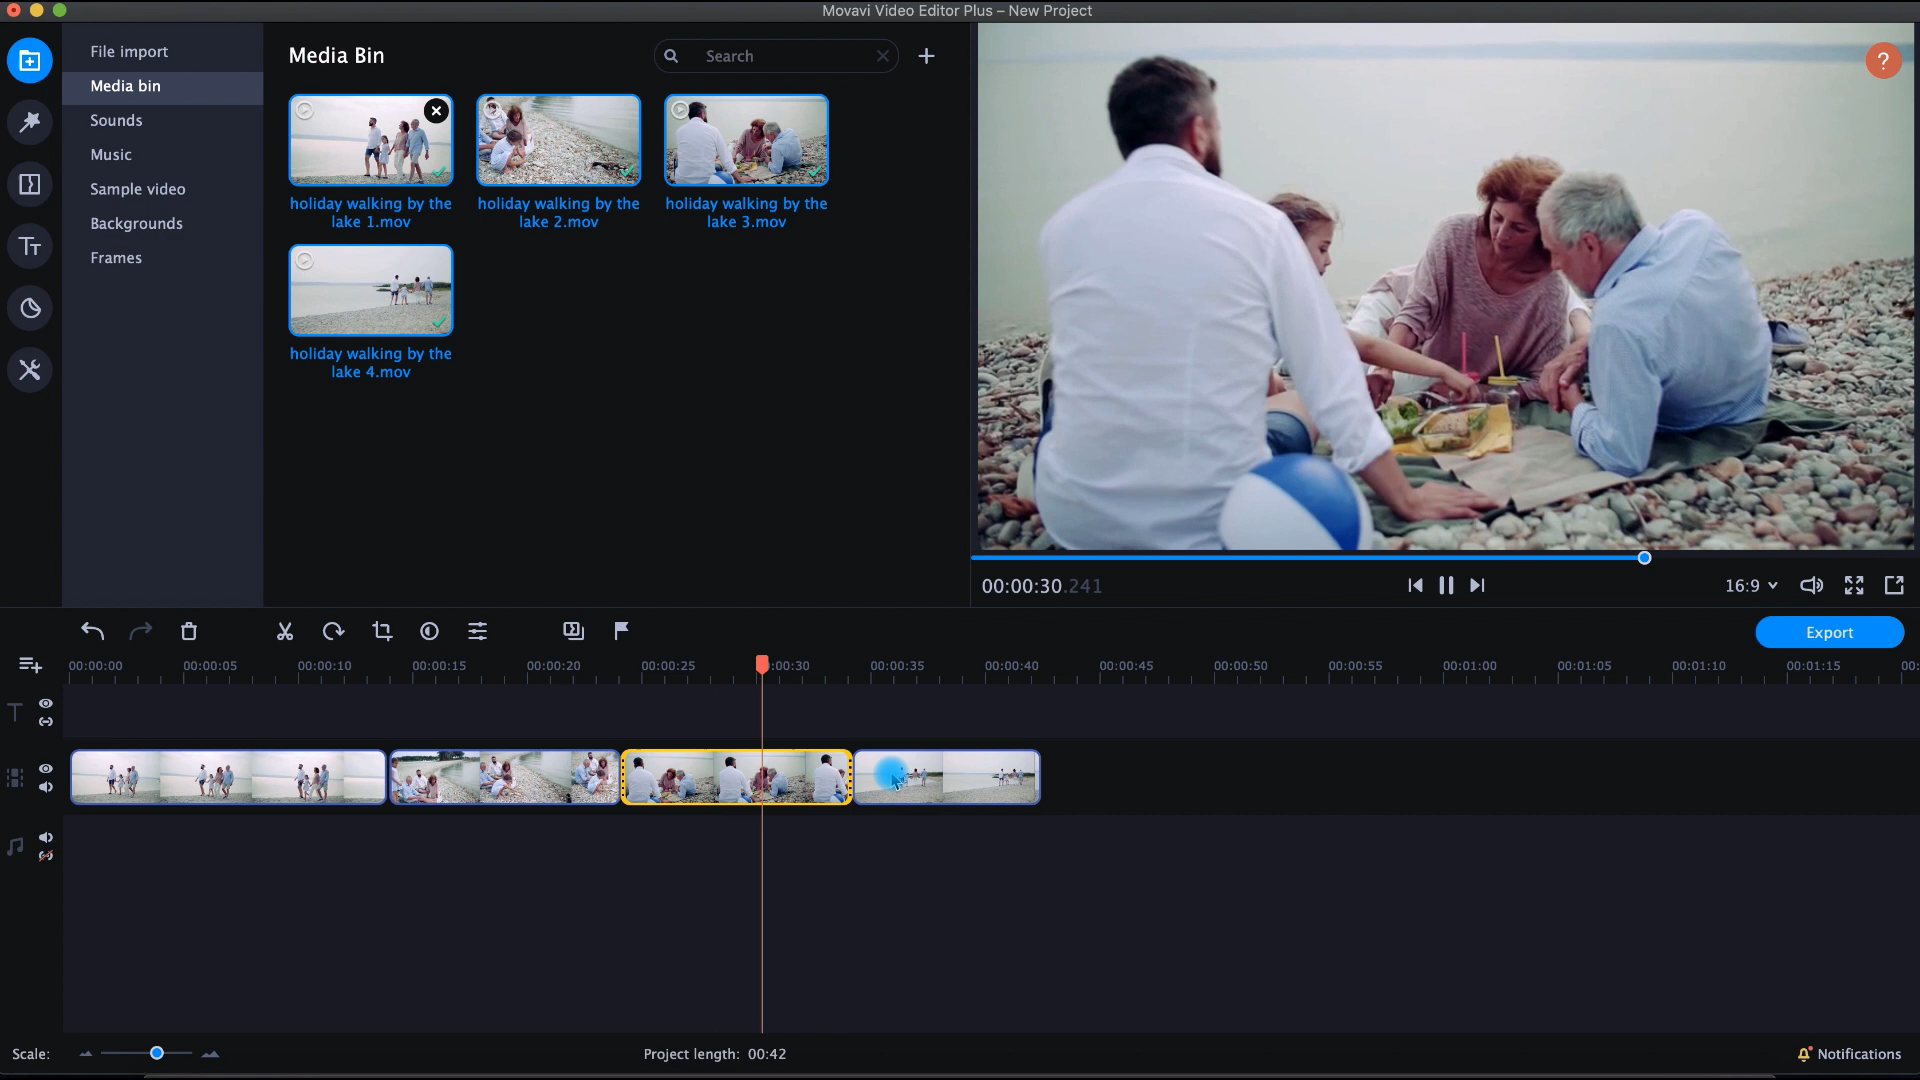 Movavi Video Editor Plus – New Project
File import
Media bin
Sounds
Music
Sample video
Backgrounds
Frames
Media Bin
Search
holiday walking by the
lake 1.mov
holiday walking by the
lake 2.mov
holiday walking by the
lake 3.mov
holiday walking by the
lake 4.mov
?
00:00:30.241
16:9
Export
00:00:00 00:00:05 00:00:10 00:00:15 00:00:20 00:00:25 :00:30 00:00:35 00:00:40 00:00:45 00:00:50 00:00:55 00:01:00 00:01:05 00:01:10 00:01:15 00:
Scale:
Project length: 00:42
Notifications